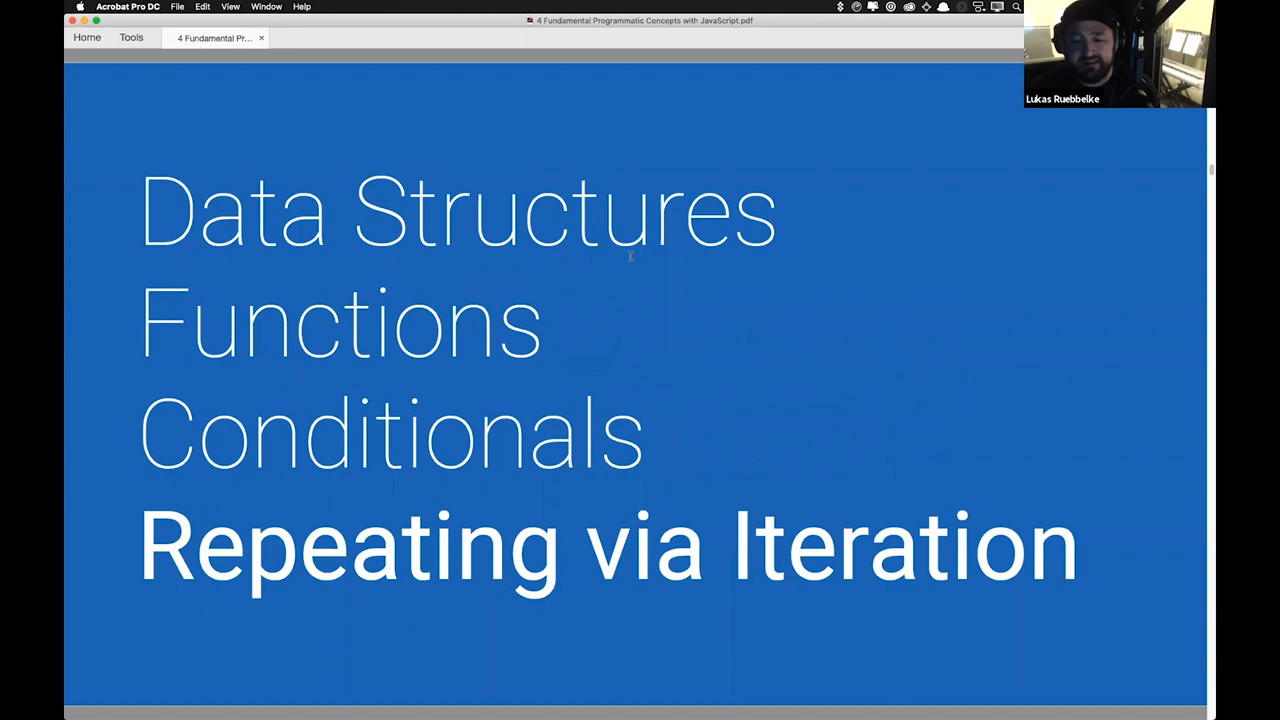 Acrobat Pro DC File Edit View Window Help
4 Fundamental Programmatic Concepts with JavaScript.pdf
Home Tools 4 Fundamental Pr... ×
Lukas Ruebbelke
Data Structures
Functions
Conditionals
Repeating via Iteration